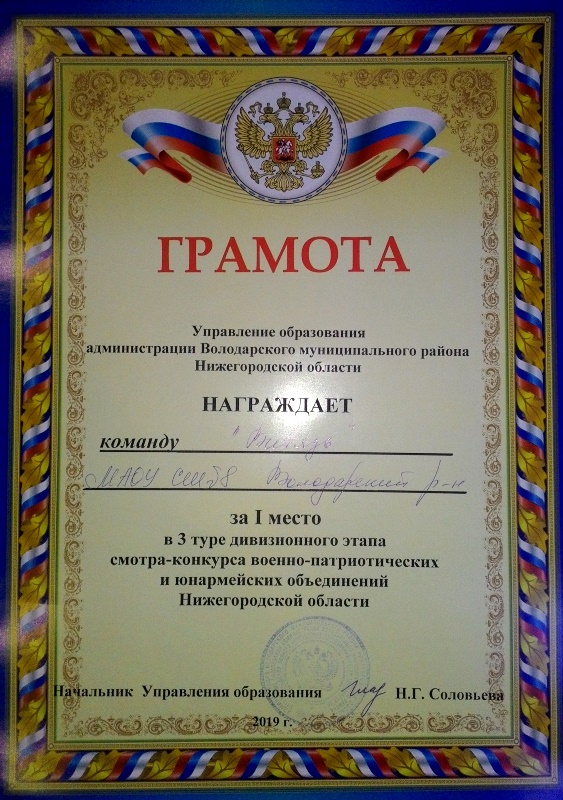 ГРАМОТА
Управление образования
администрации Володарского муниципального района
Нижегородской области
НАГРАЖДАЕТ
команду "Витязь"
МАОУ СШ №8 Володарский р-н
за I место
в 3 туре дивизионного этапа
смотра-конкурса военно-патриотических
и юнармейских объединений
Нижегородской области
Начальник Управления образования Н.Г. Соловьева
2019 г.